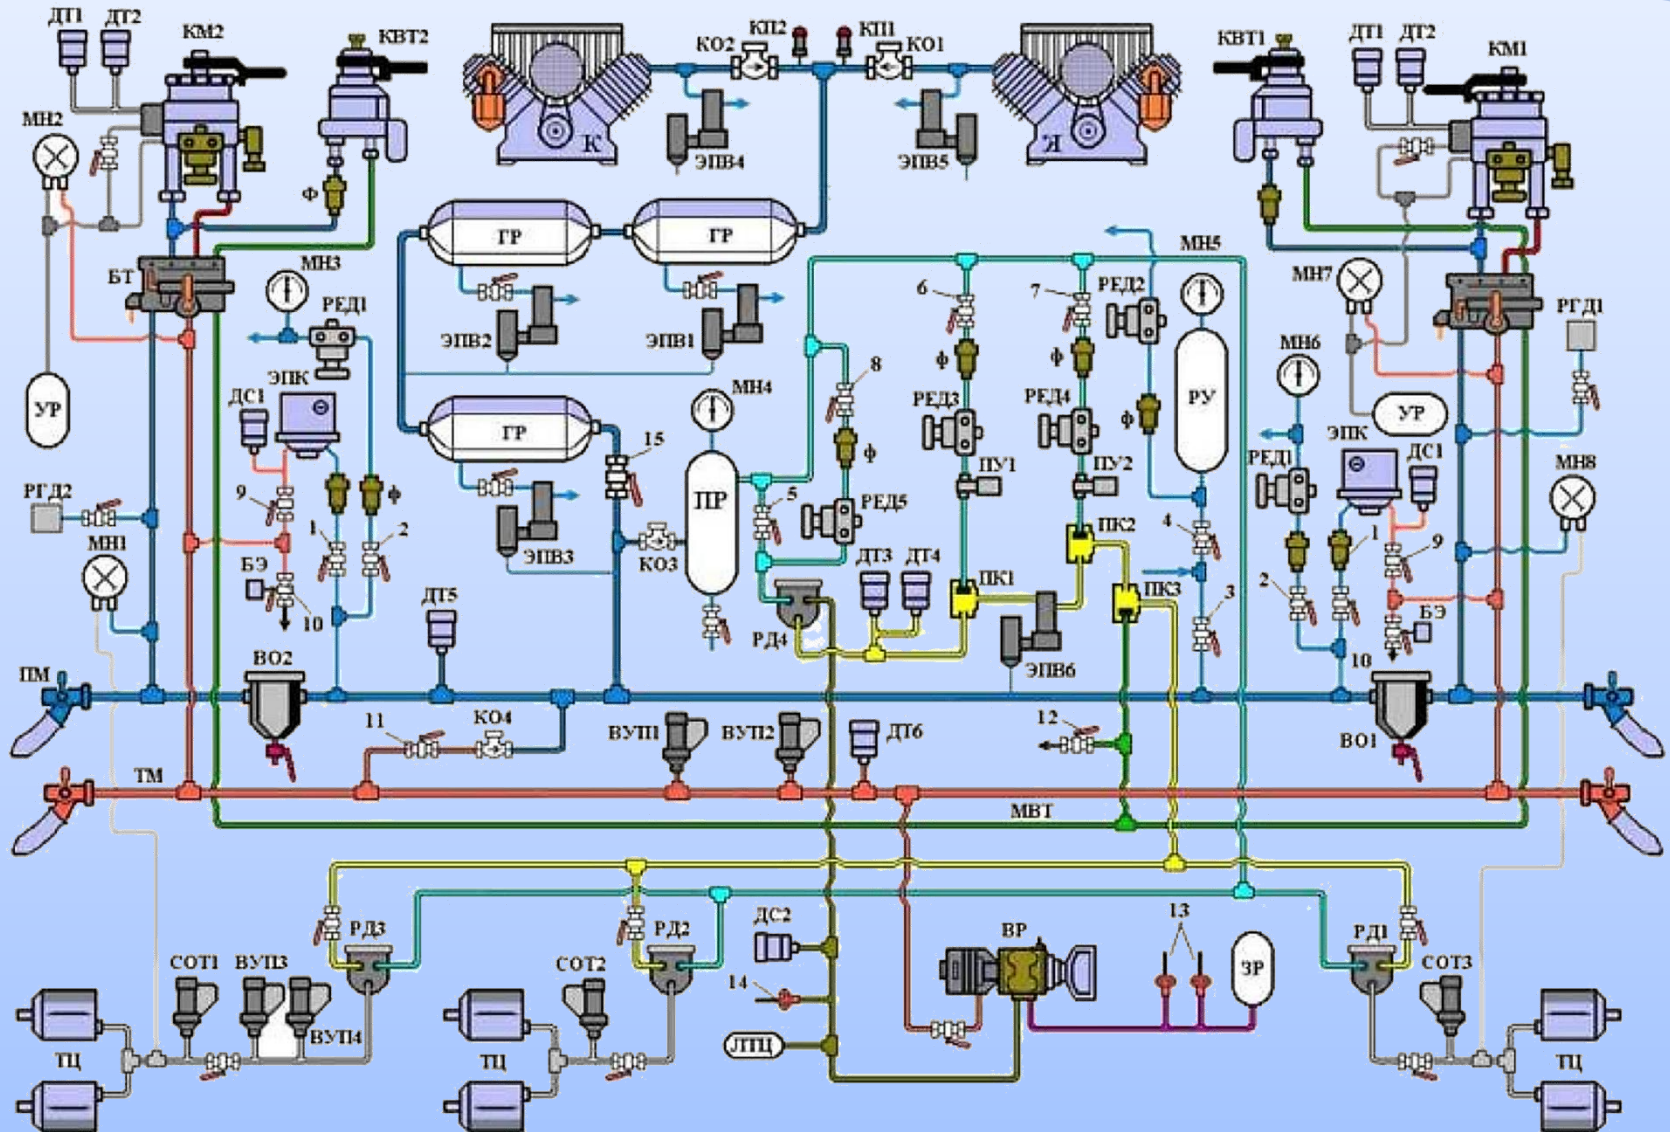 ДТ1 ДТ2
КМ2
КВТ2
КП2 КП1
КО2 КО1
КВТ1
ДТ1 ДТ2
КМ1
МН2
К
К
ЭПВ4 ЭПВ5
Ф
ГР ГР
БТ
МН3
МН5
МН7
РЕД1
6 7
РЕД2
РГД1
ЭПВ2 ЭПВ1
ф ф
МН6
ЭПК
8
УР
ДС1
МН4
РЕД3 РЕД4
РУ
УР
ГР
15
ф
ф
ЭПК
ДС1
РЕД1
МН8
РГД2
9
ф
ПР
5
РЕД5
ПУ1 ПУ2
1 2
4
ПК2
1
9
МН1
ЭПВ3
КО3
ДТ3 ДТ4
ПК1
ПК3
БЭ
ДТ5
3
2
БЭ
10
РД4
ЭПВ6
10
ПМ
ВО2
11
КО4
ВУП1 ВУП2
ДТ6
12
ВО1
ТМ
МВТ
ДС2
13
РД3 РД2
ВР
РД1
СОТ1 ВУП3
СОТ2
ЗР
СОТ3
14
ВУП4
ЛТЦ
ТЦ ТЦ ТЦ